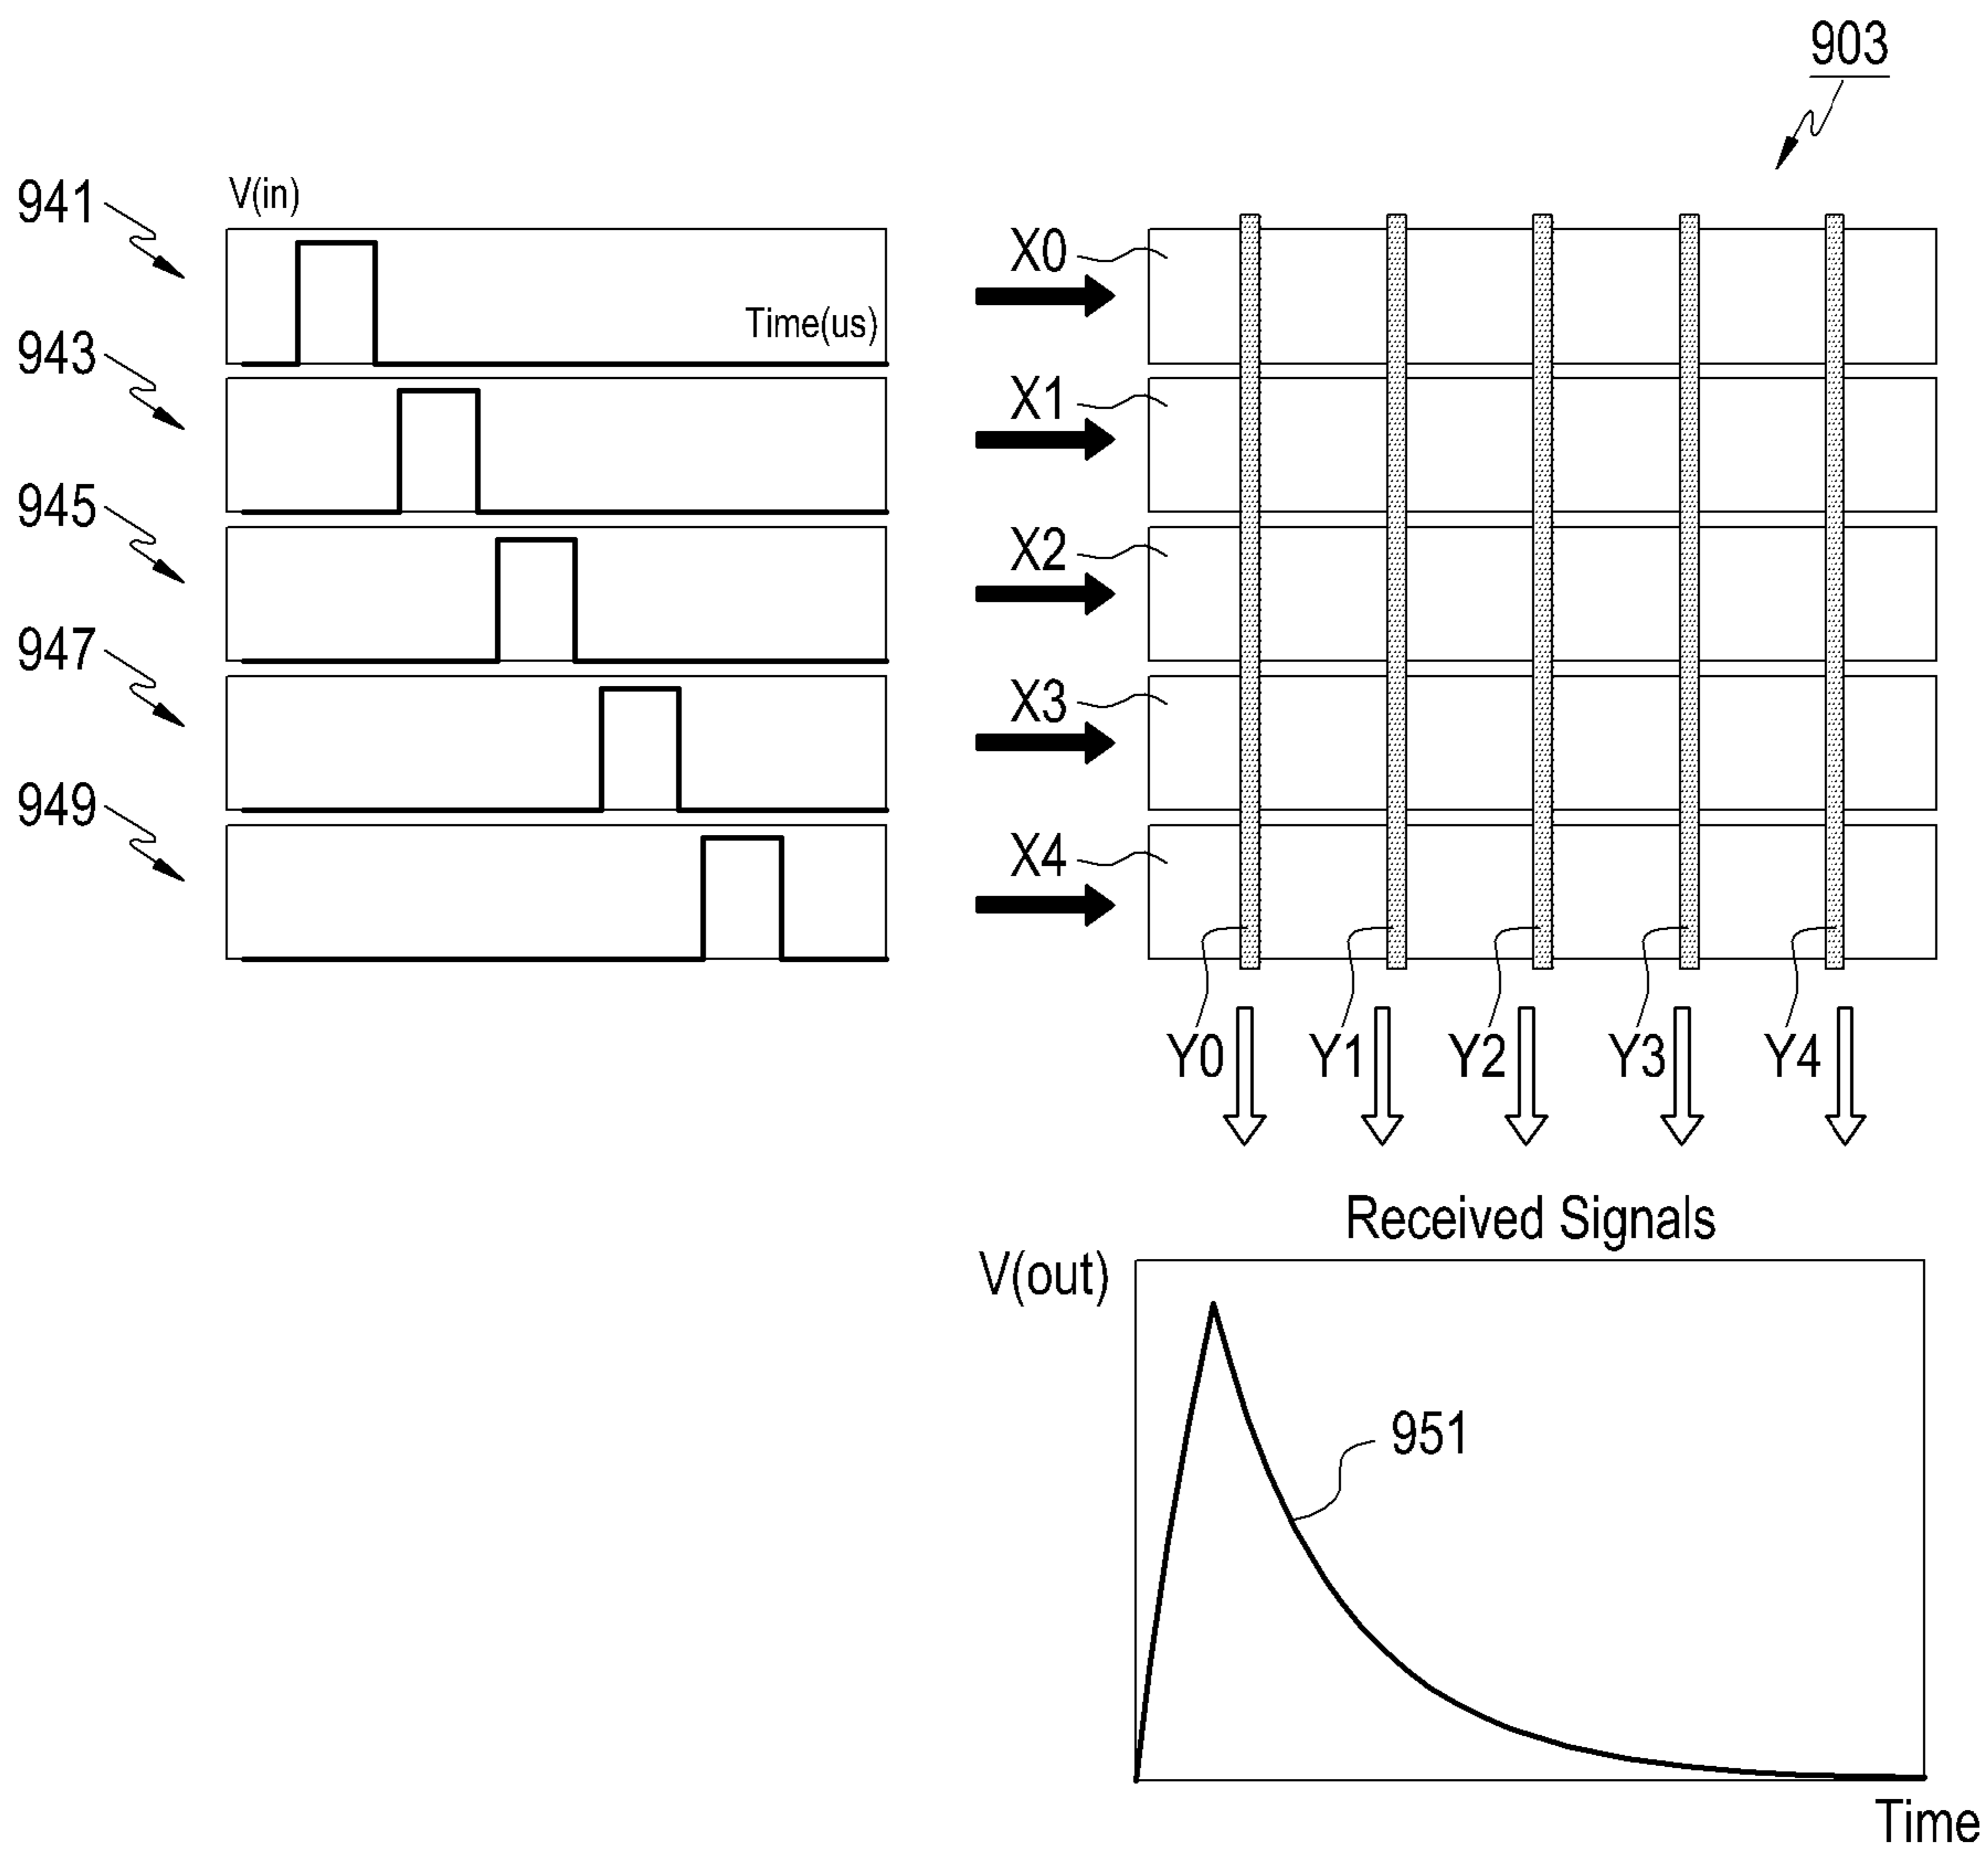 903
941
V(in)
943
Time(us)
945
947
949
X0
X1
X2
X3
X4
Y0 Y1 Y2 Y3 Y4
Received Signals
V(out)
951
Time